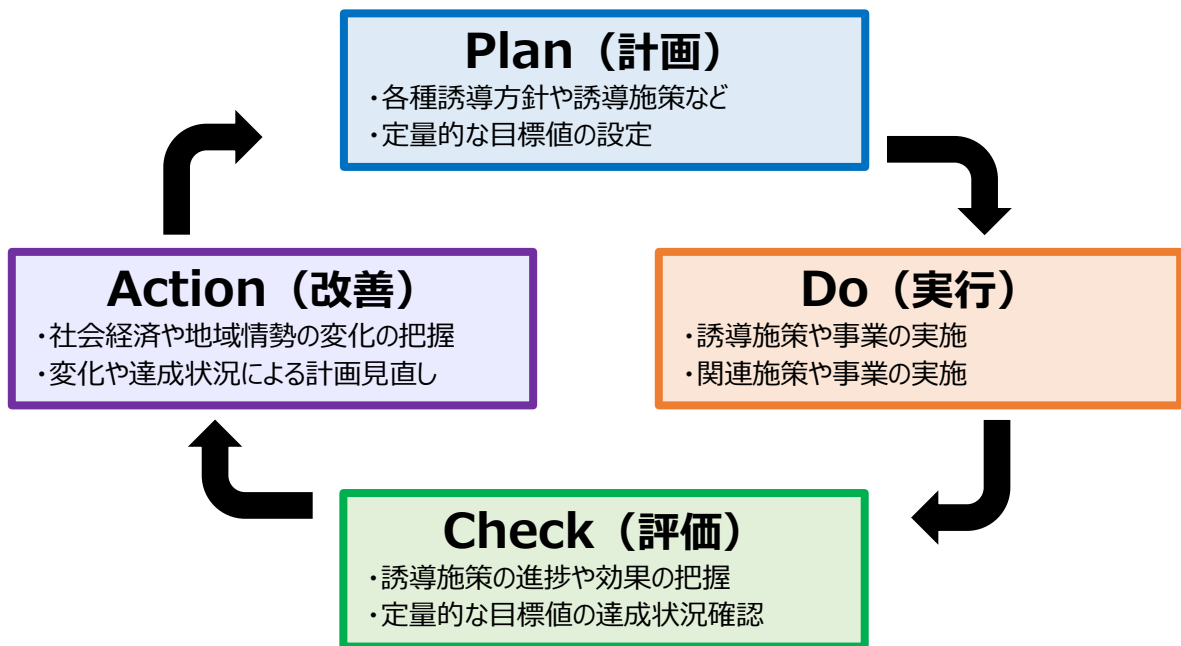 Plan（計画）
・各種誘導方針や誘導施策など
・定量的な目標値の設定
Do（実行）
・誘導施策や事業の実施
・関連施策や事業の実施
Check（評価）
・誘導施策の進捗や効果の把握
・定量的な目標値の達成状況確認
Action（改善）
・社会経済や地域情勢の変化の把握
・変化や達成状況による計画見直し